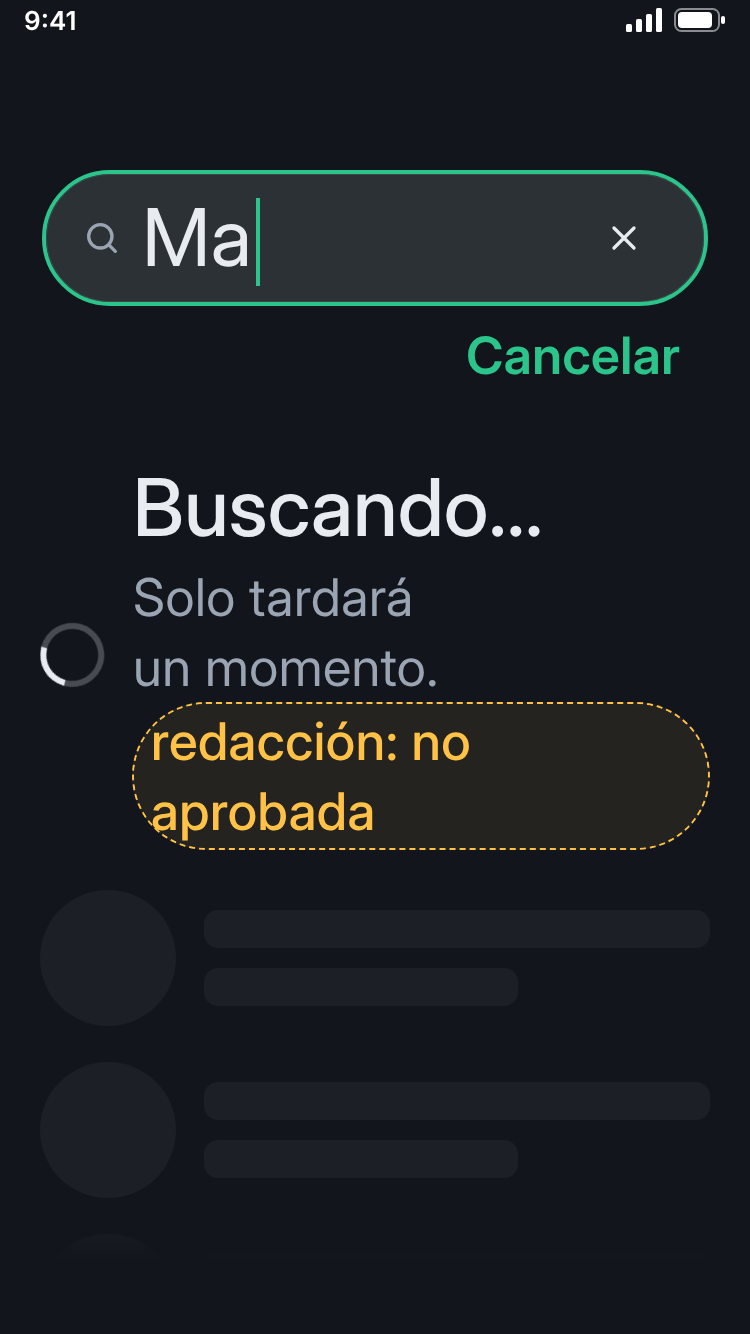 9:41
Ma
Cancelar
Buscando...
Solo tardará
un momento.
redacción: no
aprobada